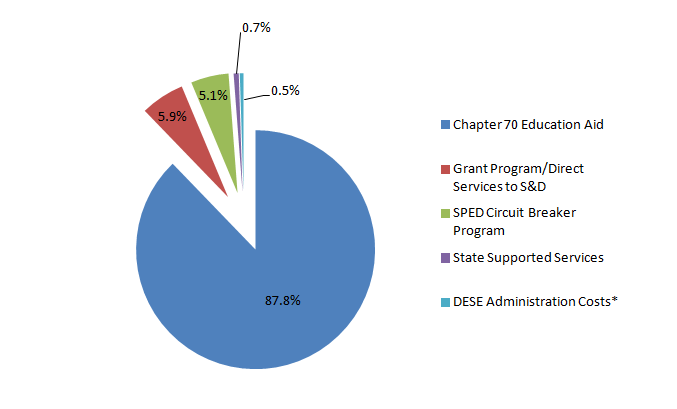 0.7%
0.5%
5.1%
5.9%
87.8%
Chapter 70 Education Aid
Grant Program/Direct
Services to S&D
SPED Circuit Breaker
Program
State Supported Services
DESE Administration Costs*